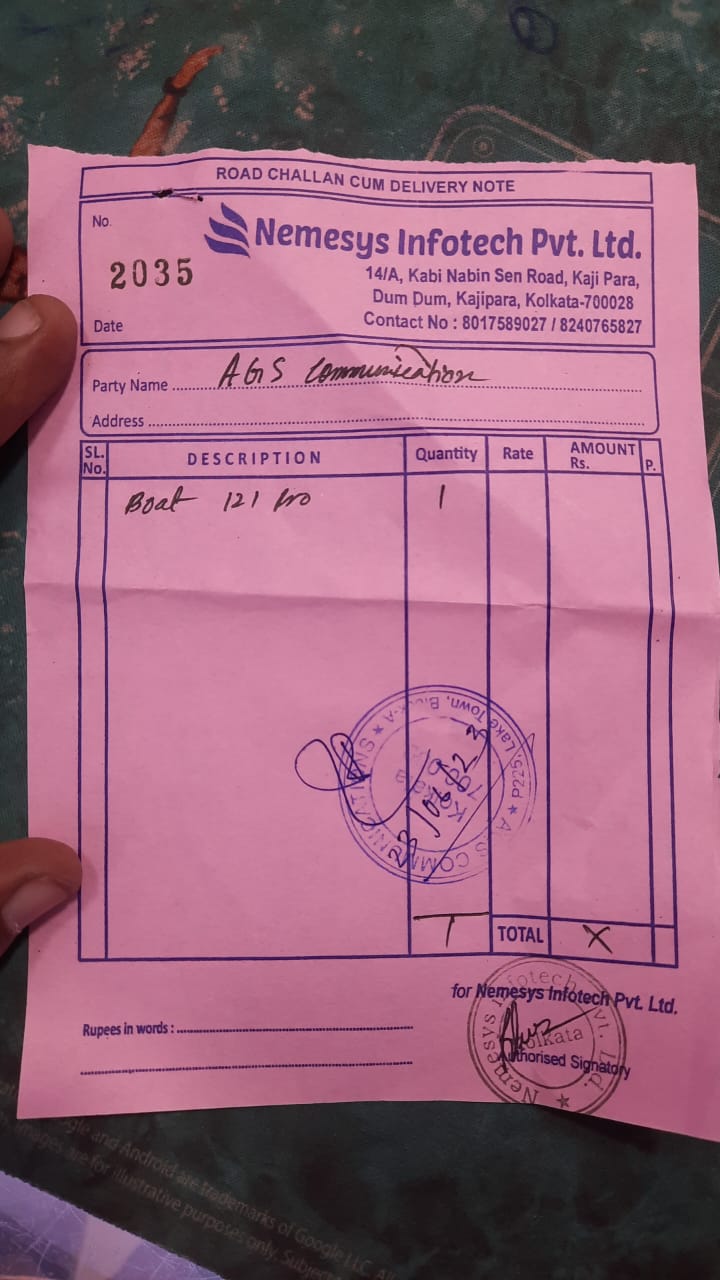 ROAD CHALLAN CUM DELIVERY NOTE
No.
2035
Nemesys Infotech Pvt. Ltd.
14/A, Kabi Nabin Sen Road, Kaji Para,
Dum Dum, Kajipara, Kolkata-700028
Contact No : 8017589027 / 8240765827
Date
Party Name AGS Communication
Address
SL. No. DESCRIPTION Quantity Rate AMOUNT Rs. P.
Boat 121 Pro 1
P225, Lake Town, Block-A
COMMUNICATIONS
Kolkata
23/06/22
1 TOTAL X
for Nemesys Infotech Pvt. Ltd.
Rupees in words :
Nemesys Infotech Pvt. Ltd.
Kolkata
Authorised Signatory
gle and Android are trademarks of Google LLC. All
images are for illustrative purposes only. Subject